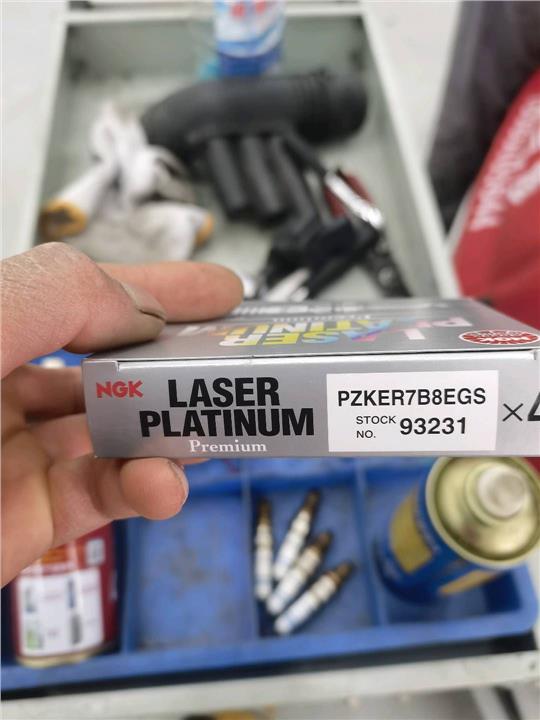 LASER
PLATINUM
NGK
LASER
PLATINUM
Premium
PZKER7B8EGS
STOCK
NO. 93231
×4